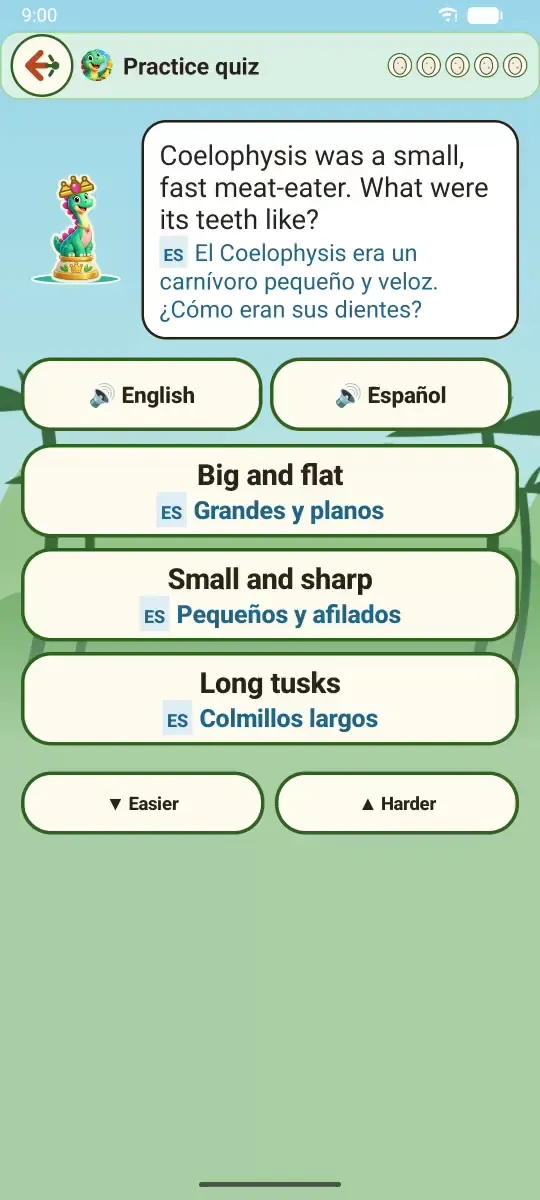 9:00
Practice quiz
Coelophysis was a small,
fast meat-eater. What were
its teeth like?
ES El Coelophysis era un
carnívoro pequeño y veloz.
¿Cómo eran sus dientes?
🔊 English
🔊 Español
Big and flat
ES Grandes y planos
Small and sharp
ES Pequeños y afilados
Long tusks
ES Colmillos largos
▼ Easier
▲ Harder